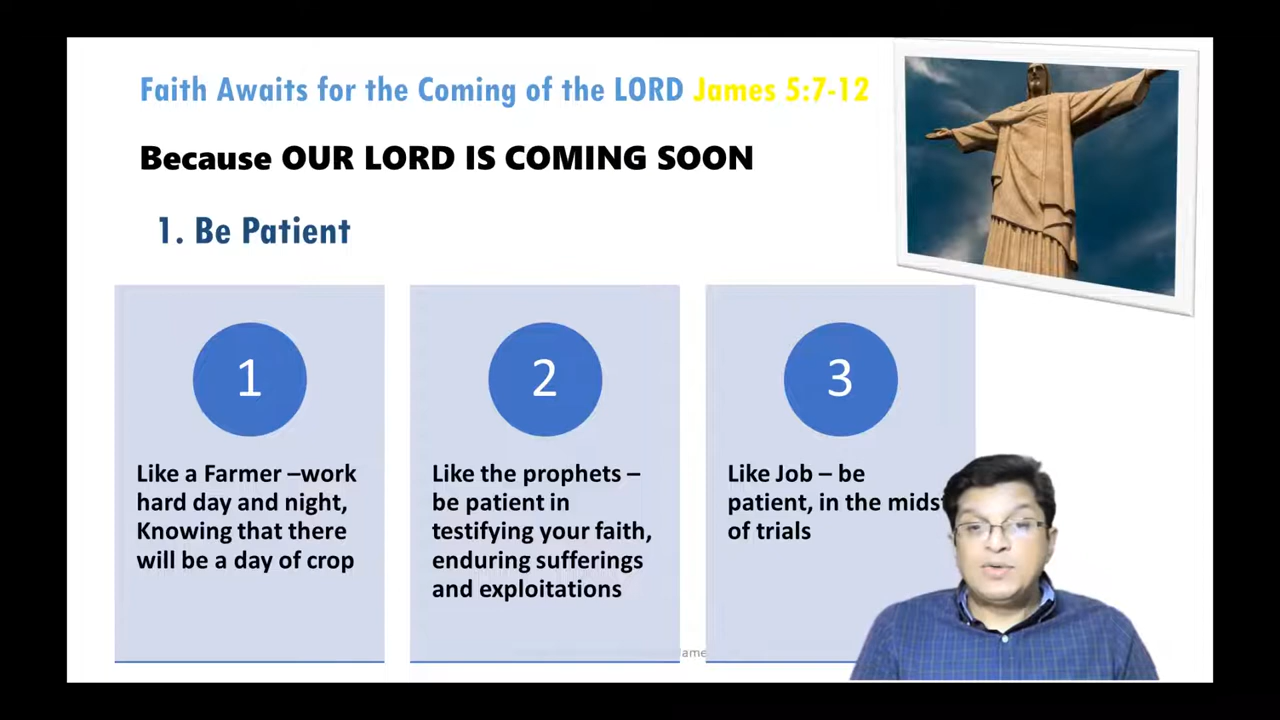 Faith Awaits for the Coming of the LORD James 5:7-12
Because OUR LORD IS COMING SOON
1. Be Patient
1
Like a Farmer –work
hard day and night,
Knowing that there
will be a day of crop
2
Like the prophets –
be patient in
testifying your faith,
enduring sufferings
and exploitations
3
Like Job – be
patient, in the midst
of trials